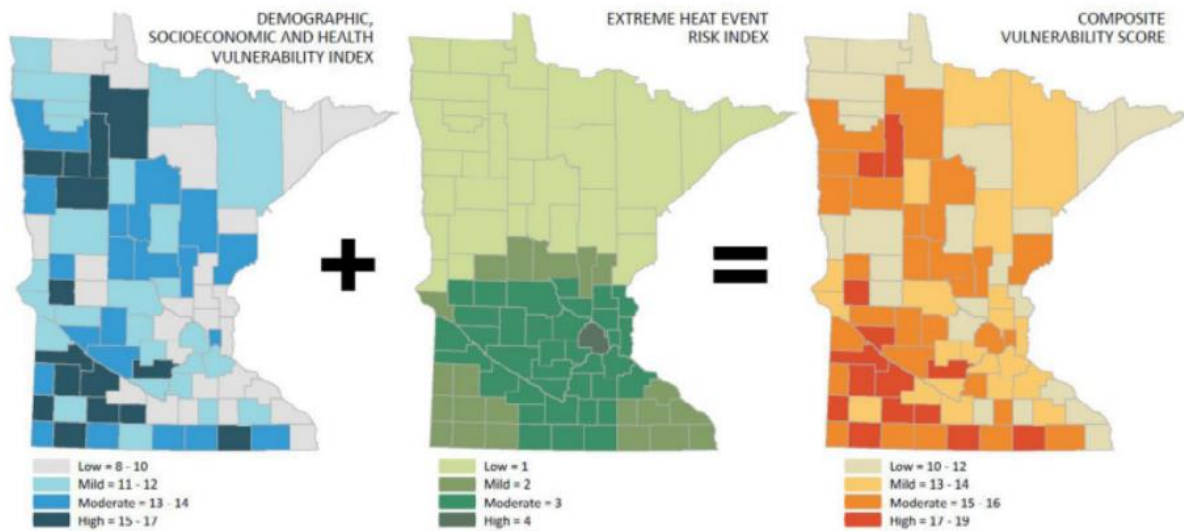 DEMOGRAPHIC,
SOCIOECONOMIC AND HEALTH
VULNERABILITY INDEX
EXTREME HEAT EVENT
RISK INDEX
COMPOSITE
VULNERABILITY SCORE
+
=
Low = 8 - 10
Mild = 11 - 12
Moderate = 13 - 14
High = 15 - 17
Low = 1
Mild = 2
Moderate = 3
High = 4
Low = 10 - 12
Mild = 13 - 14
Moderate = 15 - 16
High = 17 - 19